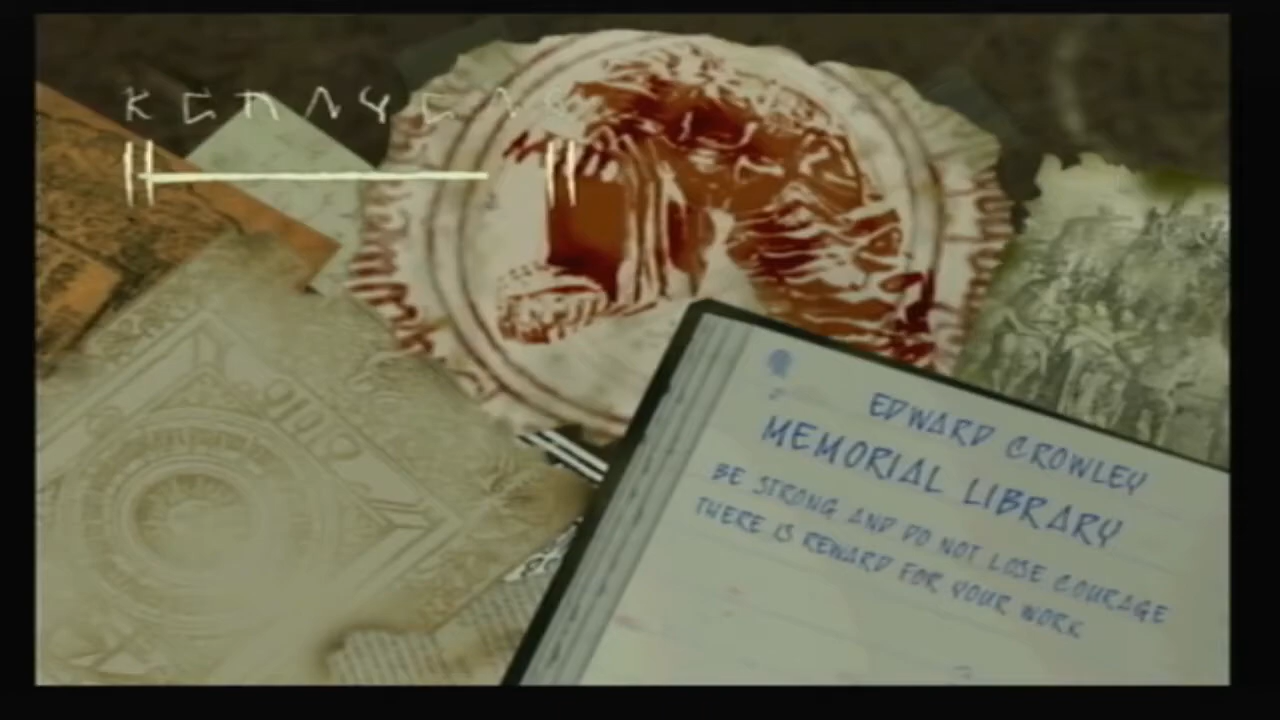 EDWARD CROWLEY
MEMORIAL LIBRARY
BE STRONG AND DO NOT LOSE COURAGE
THERE IS REWARD FOR YOUR WORK